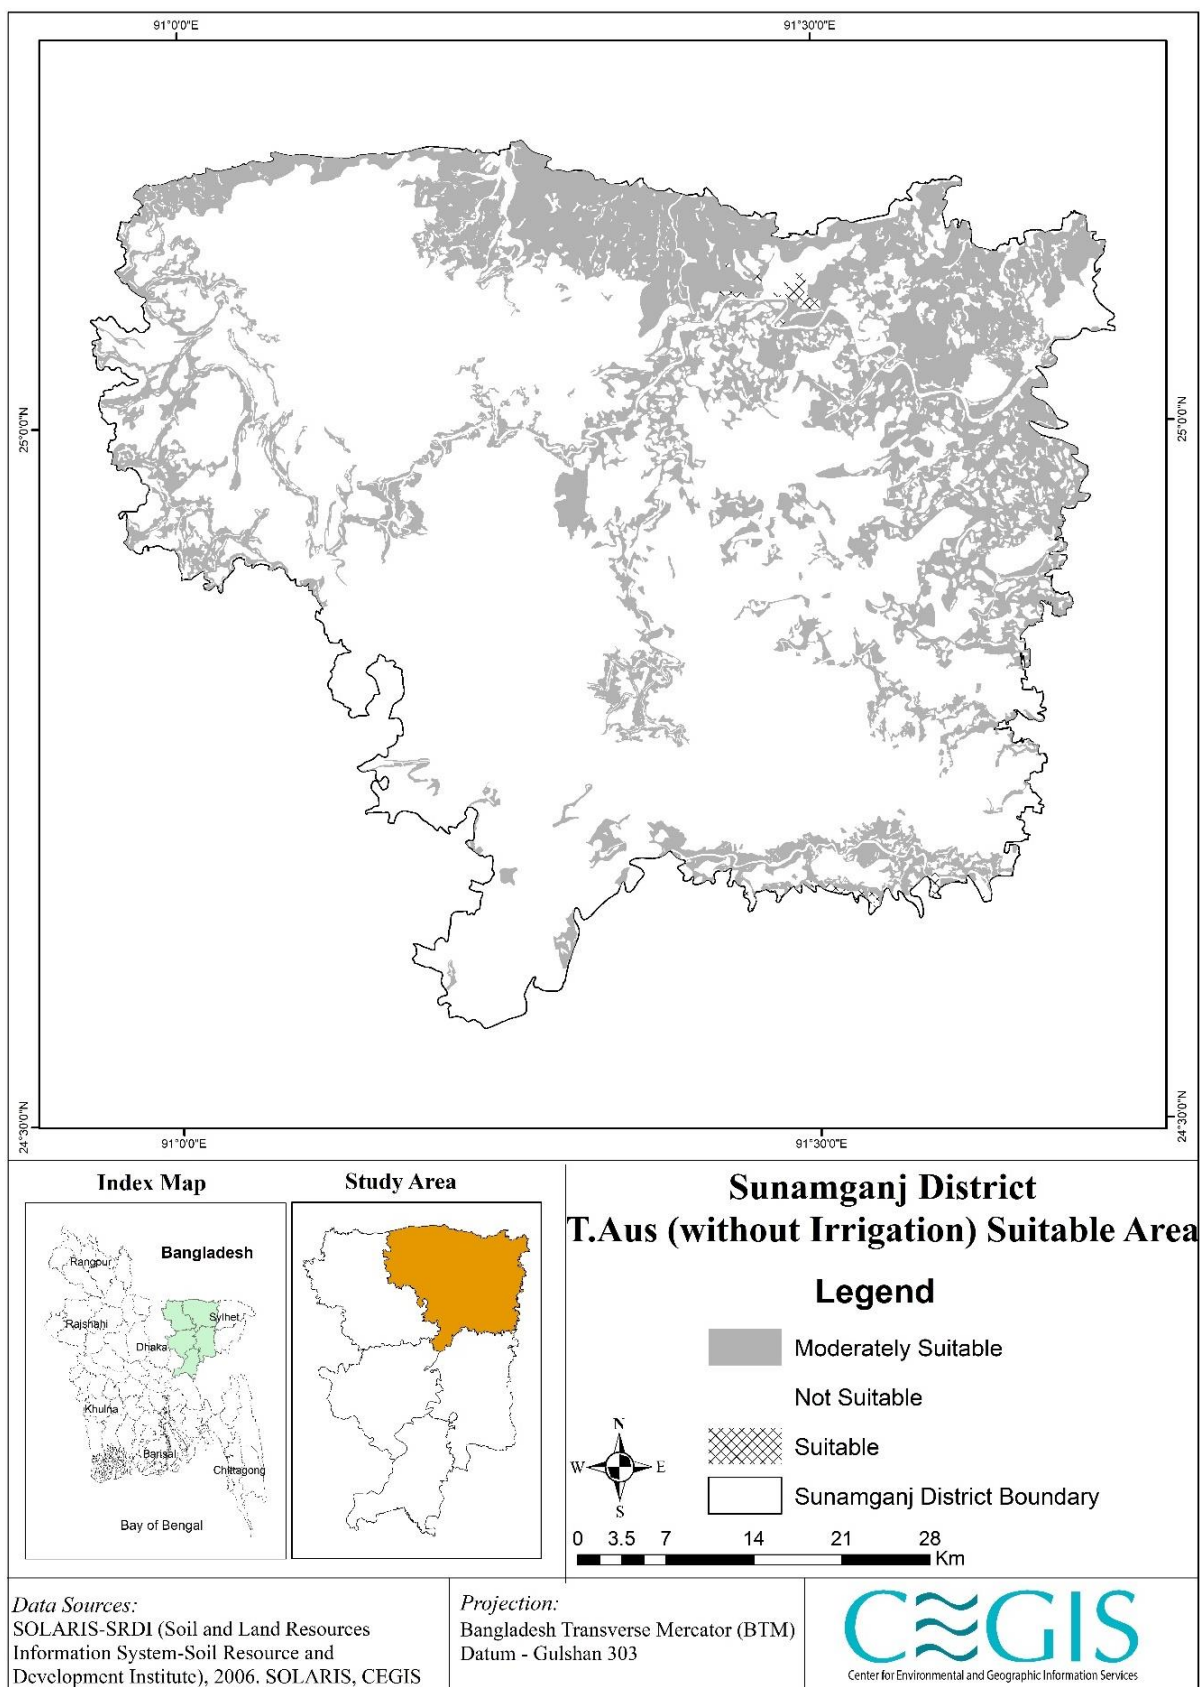 91°0'0"E
91°30'0"E
25°0'0"N
25°0'0"N
24°30'0"N
24°30'0"N
91°0'0"E
91°30'0"E
Index Map
Study Area
Bangladesh
Rangpur
Rajshahi
Sylhet
Dhaka
Khulna
Barisal
Chittagong
Bay of Bengal
Sunamganj District
T.Aus (without Irrigation) Suitable Area
Legend
Moderately Suitable
Not Suitable
Suitable
Sunamganj District Boundary
N
W E
S
0 3.5 7 14 21 28
Km
Data Sources:
SOLARIS-SRDI (Soil and Land Resources
Information System-Soil Resource and
Development Institute), 2006. SOLARIS, CEGIS
Projection:
Bangladesh Transverse Mercator (BTM)
Datum - Gulshan 303
CEGIS
Center for Environmental and Geographic Information Services